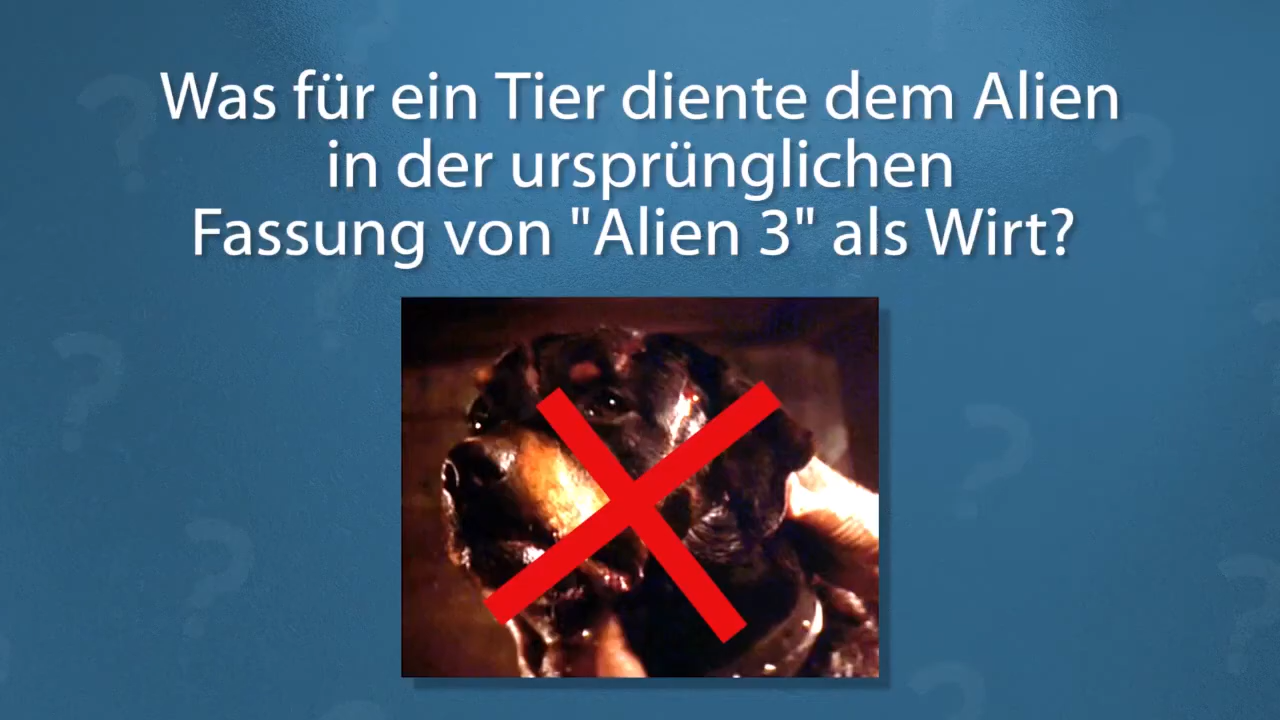 Was für ein Tier diente dem Alien
in der ursprünglichen
Fassung von "Alien 3" als Wirt?